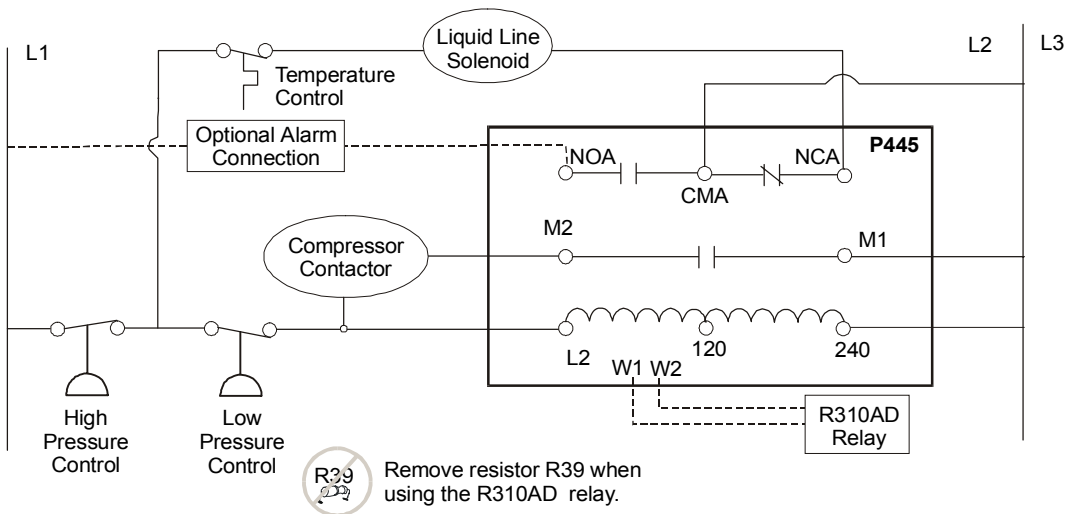 L1
Liquid Line
Solenoid
L2
L3
Temperature
Control
Optional Alarm
Connection
P445
NOA
CMA
NCA
M2
M1
Compressor
Contactor
L2
120
240
W1
W2
R310AD
Relay
High
Pressure
Control
Low
Pressure
Control
R39
Remove resistor R39 when
using the R310AD relay.